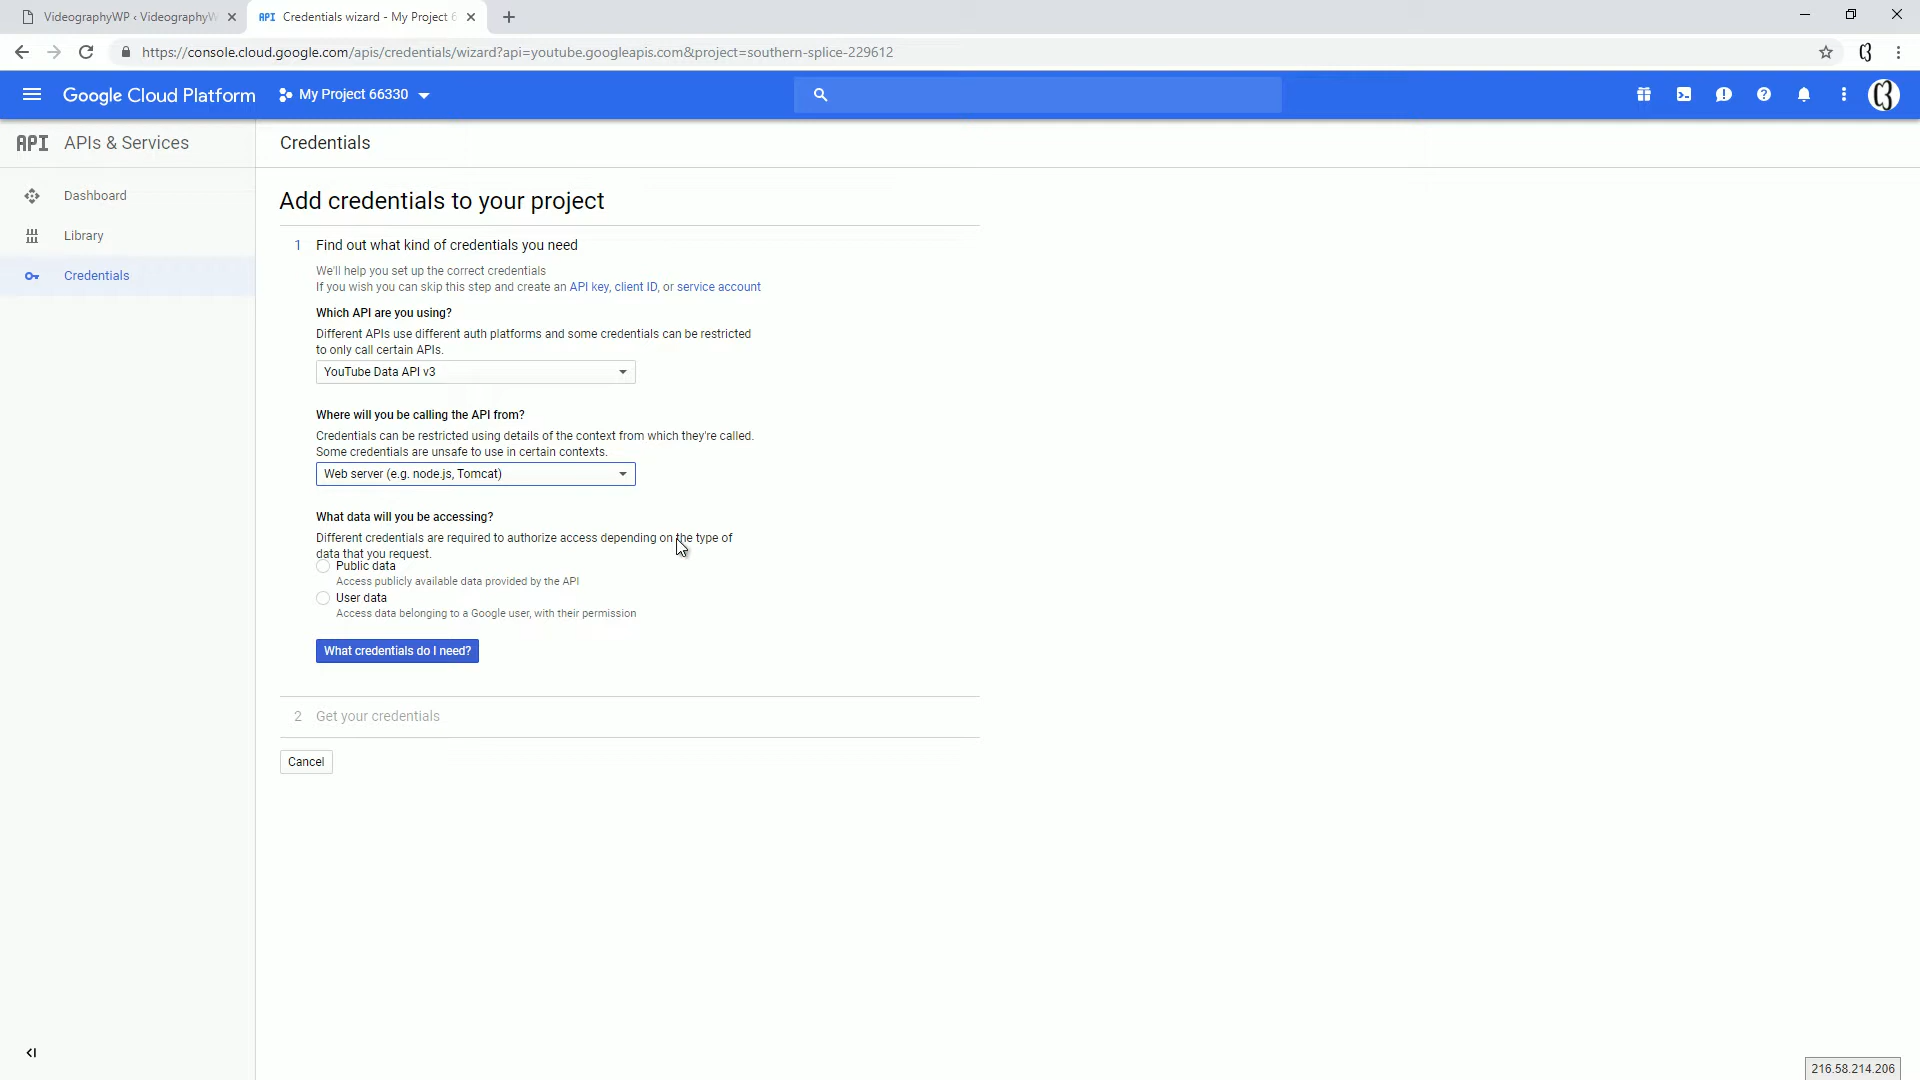 VideographyWP ‹ VideographyW
API Credentials wizard - My Project 6
https://console.cloud.google.com/apis/credentials/wizard?api=youtube.googleapis.com&project=southern-splice-229612
Google Cloud Platform
My Project 66330
API APIs & Services
Credentials
Dashboard
Library
Credentials
Add credentials to your project
1 Find out what kind of credentials you need
We'll help you set up the correct credentials
If you wish you can skip this step and create an API key, client ID, or service account
Which API are you using?
Different APIs use different auth platforms and some credentials can be restricted
to only call certain APIs.
YouTube Data API v3
Where will you be calling the API from?
Credentials can be restricted using details of the context from which they're called.
Some credentials are unsafe to use in certain contexts.
Web server (e.g. node.js, Tomcat)
What data will you be accessing?
Different credentials are required to authorize access depending on the type of
data that you request.
Public data
Access publicly available data provided by the API
User data
Access data belonging to a Google user, with their permission
What credentials do I need?
2 Get your credentials
Cancel
216.58.214.206